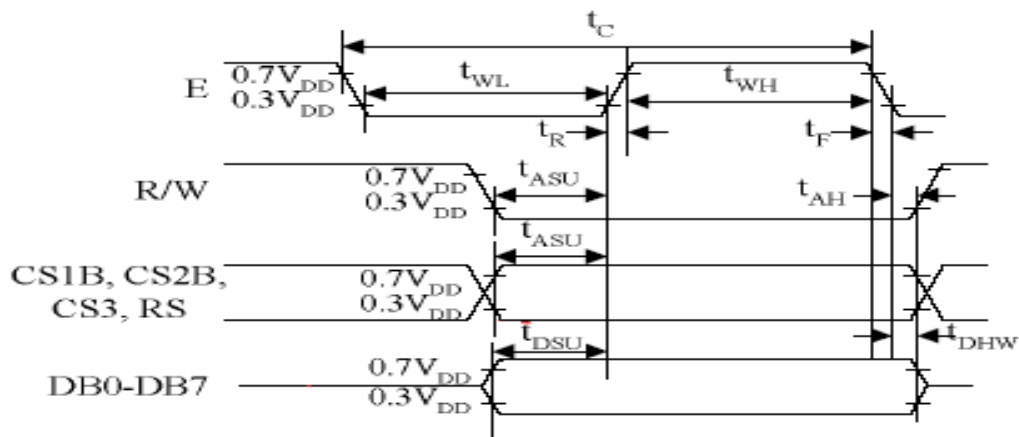 t_C
0.7V_DD
E
0.3V_DD
t_WL
t_WH
t_R
t_F
R/W
0.7V_DD
0.3V_DD
t_ASU
t_AH
t_ASU
CS1B, CS2B,
CS3, RS
0.7V_DD
0.3V_DD
t_DSU
t_DHW
DB0-DB7
0.7V_DD
0.3V_DD